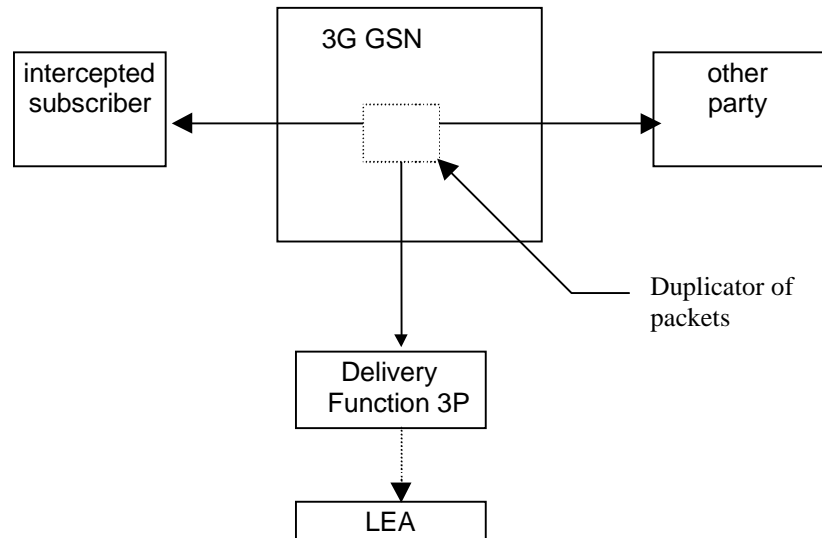 3G GSN
intercepted
subscriber
other
party
Duplicator of
packets
Delivery
Function 3P
LEA